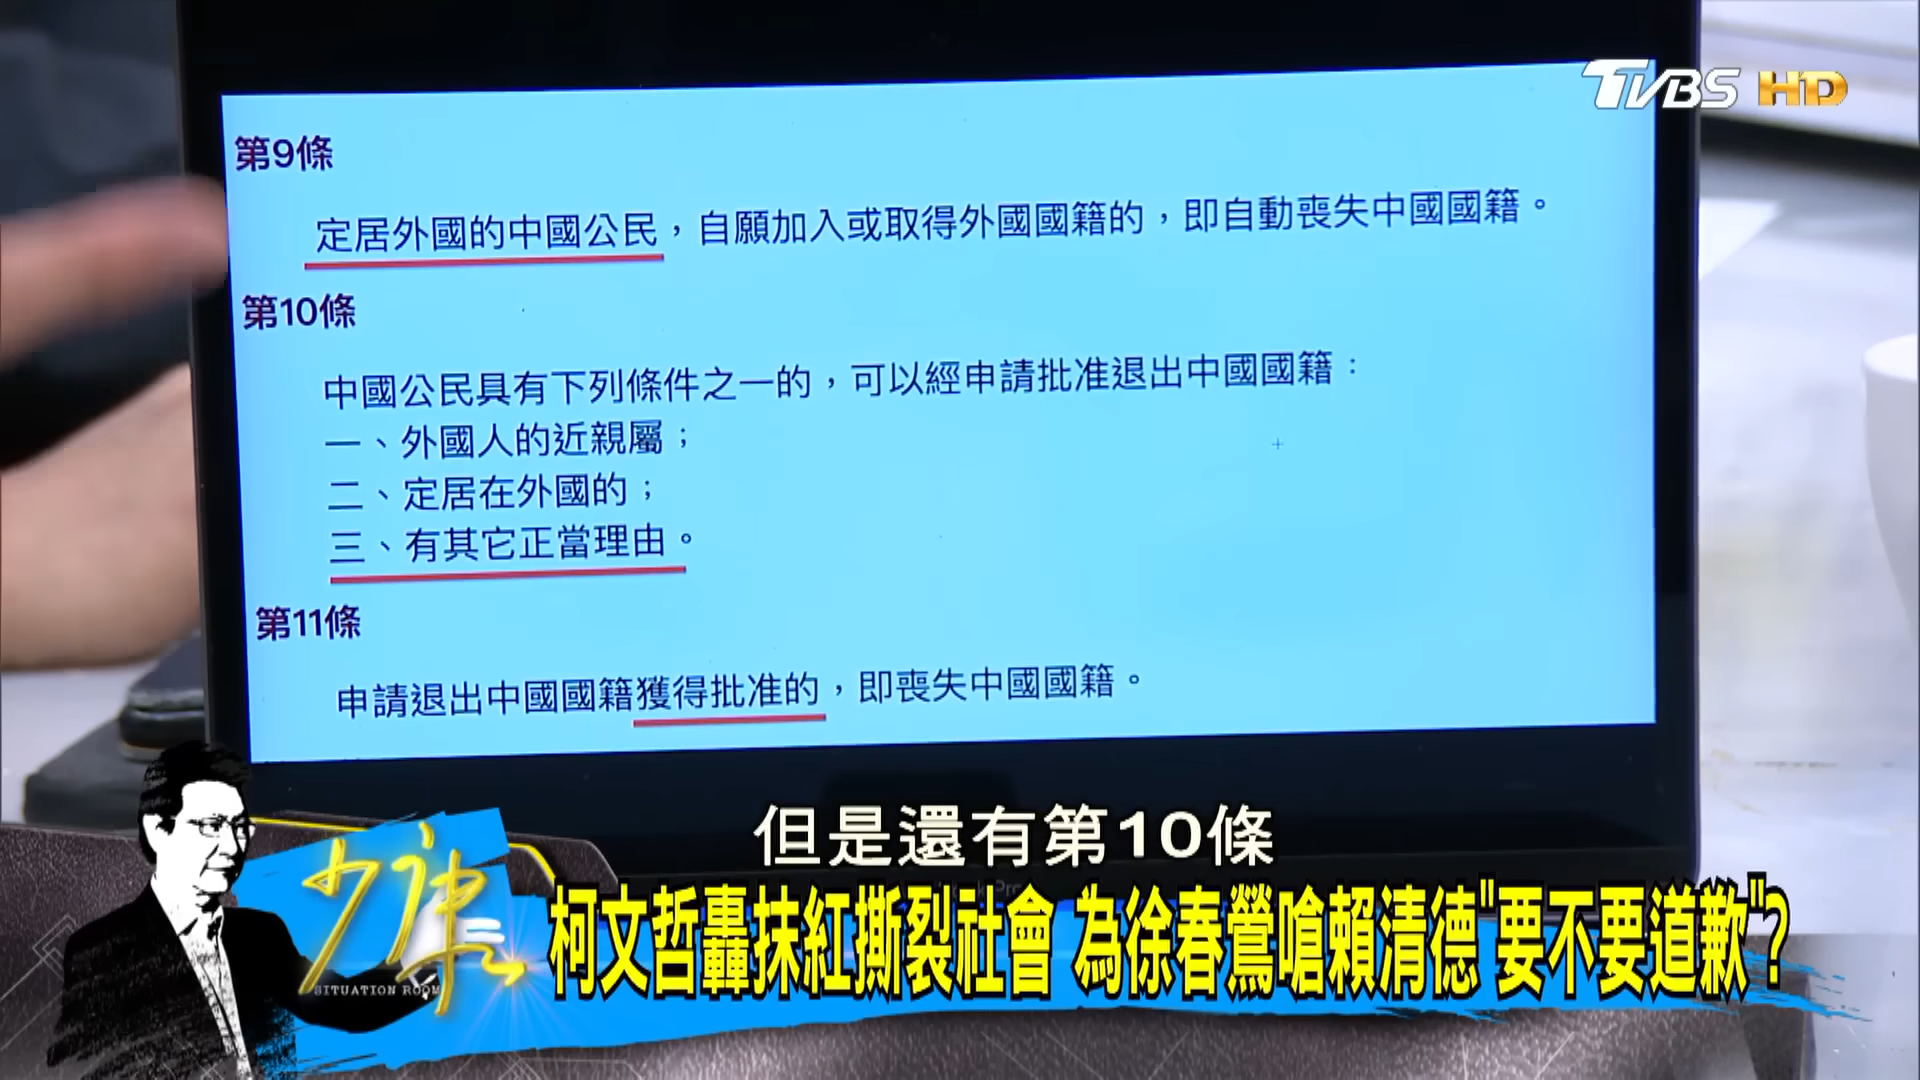 TVBS HD
第9條
定居外國的中國公民，自願加入或取得外國國籍的，即自動喪失中國國籍。
第10條
中國公民具有下列條件之一的，可以經申請批准退出中國國籍：
一、外國人的近親屬；
二、定居在外國的；
三、有其它正當理由。
第11條
申請退出中國國籍獲得批准的，即喪失中國國籍。
但是還有第10條
少康
SITUATION ROOM
柯文哲轟抹紅撕裂社會 為徐春鶯嗆賴清德"要不要道歉"?